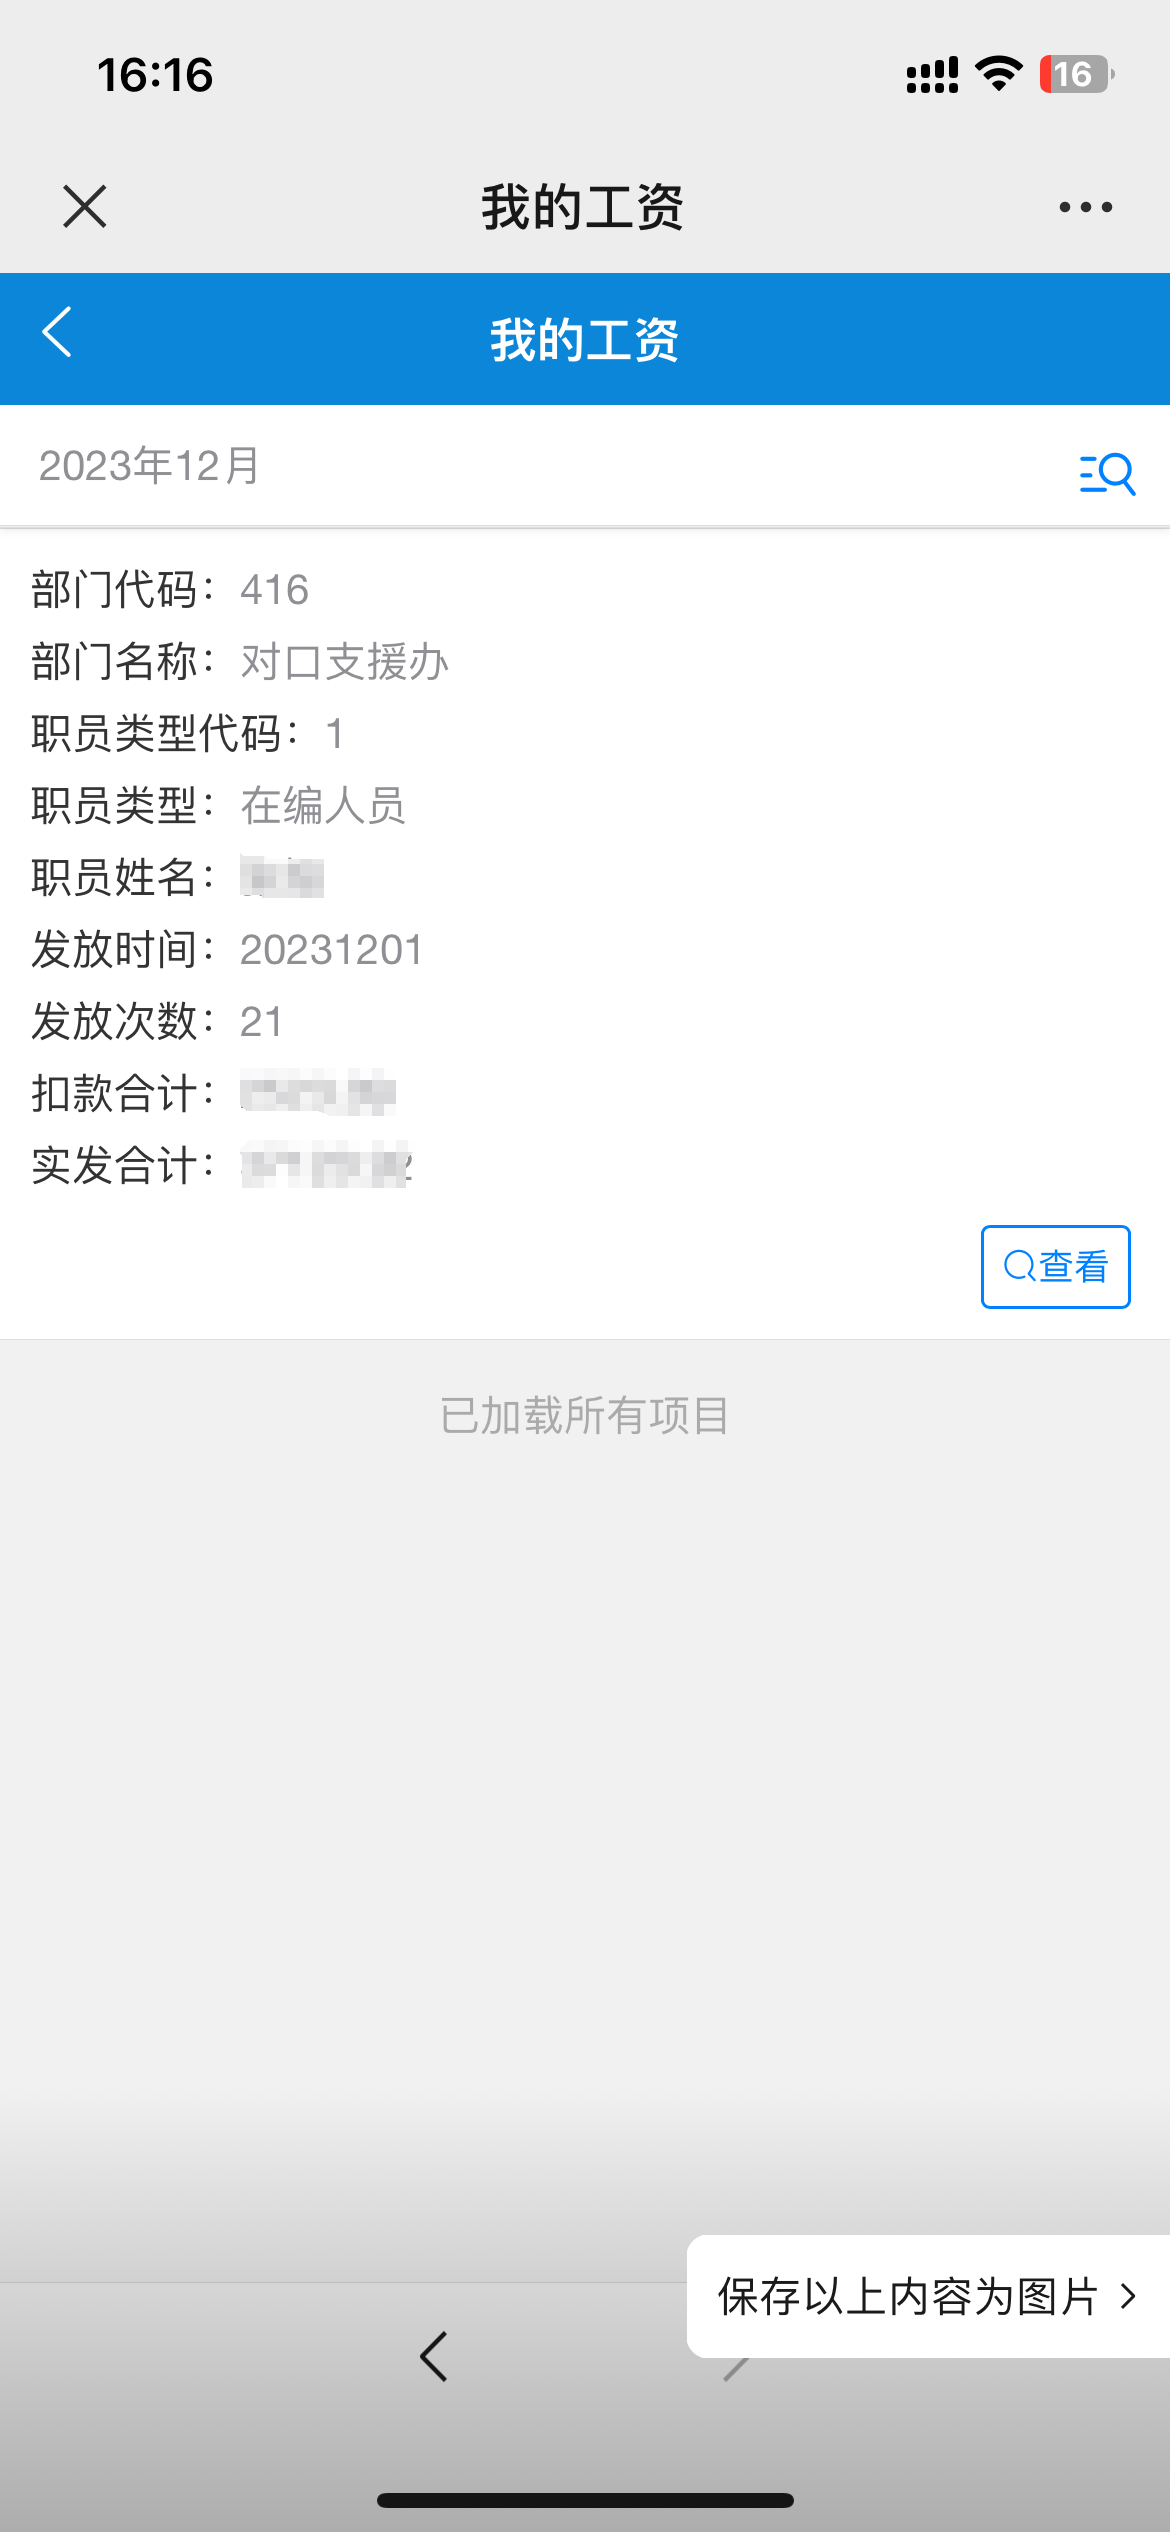 16:16
16
我的工资
我的工资
2023年12月
部门代码：416
部门名称：对口支援办
职员类型代码：1
职员类型：在编人员
职员姓名：
发放时间：20231201
发放次数：21
扣款合计：
实发合计：
查看
已加载所有项目
保存以上内容为图片